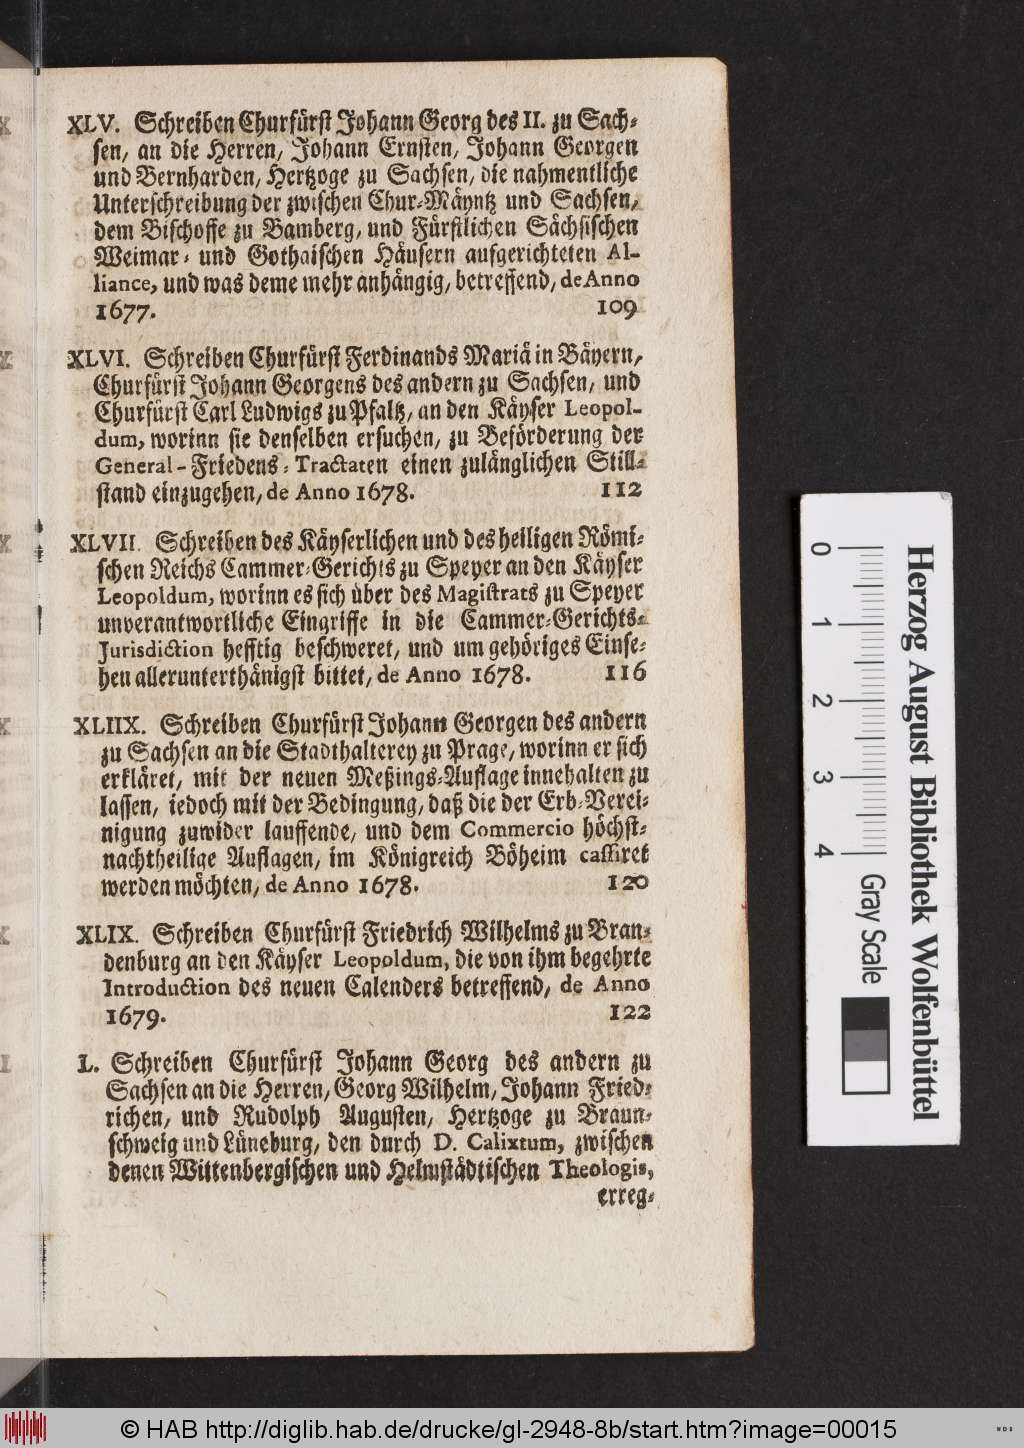 XLV. Schreiben Churfürst Johann Georg des II. zu Sach-
sen, an die Herren, Johann Ernsten, Johann Georgen
und Bernharden, Hertzoge zu Sachsen, die nahmentliche
Unterschreibung der zwischen Chur-Mäyntz und Sachsen,
dem Bischoffe zu Bamberg, und Fürstlichen Sächsischen
Weimar- und Gothaischen Häusern aufgerichteten Al-
liance, und was deme mehr anhängig, betreffend, de Anno
1677. 109
XLVI. Schreiben Churfürst Ferdinands Mariä in Bäyern,
Churfürst Johann Georgens des andern zu Sachsen, und
Churfürst Carl Ludwigs zu Pfaltz, an den Käyser Leopol-
dum, worinn sie denselben ersuchen, zu Beförderung der
General-Friedens-Tractaten einen zulänglichen Still-
stand einzugehen, de Anno 1678. 112
XLVII. Schreiben des Käyserlichen und des heiligen Römi-
schen Reichs Cammer-Gerichts zu Speyer an den Käyser
Leopoldum, worinn es sich über des Magistrats zu Speyer
unverantwortliche Eingriffe in die Cammer-Gerichts-
Jurisdiction hefftig beschweret, und um gehöriges Einse-
hen allerunterthänigst bittet, de Anno 1678. 116
XLIIX. Schreiben Churfürst Johann Georgen des andern
zu Sachsen an die Stadthalterey zu Prage, worinn er sich
erkläret, mit der neuen Meßings-Auflage innehalten zu
lassen, iedoch mit der Bedingung, daß die der Erb-Verei-
nigung zuwider lauffende, und dem Commercio höchst-
nachtheilige Auflagen, im Königreich Böheim cassiret
werden möchten, de Anno 1678. 120
XLIX. Schreiben Churfürst Friedrich Wilhelms zu Bran-
denburg an den Käyser Leopoldum, die von ihm begehrte
Introduction des neuen Calenders betreffend, de Anno
1679. 122
L. Schreiben Churfürst Johann Georg des andern zu
Sachsen an die Herren, Georg Wilhelm, Johann Fried-
richen, und Rudolph Augusten, Hertzoge zu Braun-
schweig und Lüneburg, den durch D. Calixtum, zwischen
denen Wittenbergischen und Helmstädtischen Theologis,
erreg-
Herzog August Bibliothek Wolfenbüttel
0 1 2 3 4 Gray Scale
© HAB http://diglib.hab.de/drucke/gl-2948-8b/start.htm?image=00015